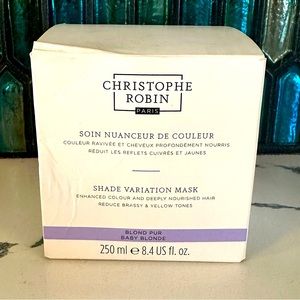 CHRISTOPHE
ROBIN
PARIS
SOIN NUANCEUR DE COULEUR
COULEUR RAVIVÉE ET CHEVEUX PROFONDEMENT NOURRIS
RÉDUIT LES REFLETS CUIVRÉS ET JAUNES
SHADE VARIATION MASK
ENHANCED COLOUR AND DEEPLY NOURISHED HAIR
REDUCE BRASSY & YELLOW TONES
BLOND PUR
BABY BLONDE
250 ml ℮ 8.4 US fl. oz.